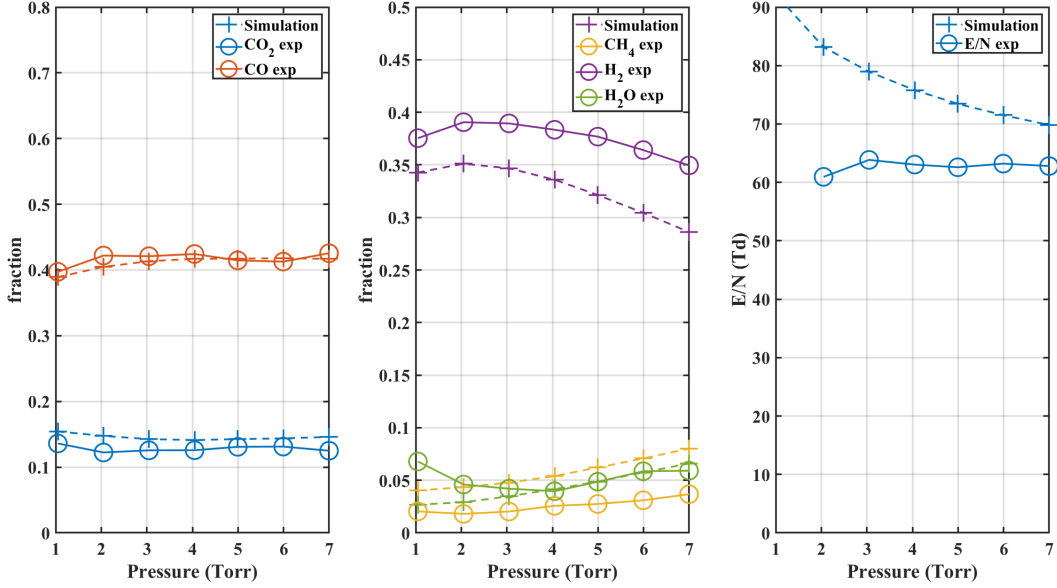 Simulation
CO2 exp
CO exp
0.8
0.7
0.6
0.5
0.4
0.3
0.2
0.1
0
fraction
1 2 3 4 5 6 7
Pressure (Torr)
Simulation
CH4 exp
H2 exp
H2O exp
0.5
0.45
0.4
0.35
0.3
0.25
0.2
0.15
0.1
0.05
0
fraction
1 2 3 4 5 6 7
Pressure (Torr)
Simulation
E/N exp
90
80
70
60
50
40
30
20
10
0
E/N (Td)
1 2 3 4 5 6 7
Pressure (Torr)